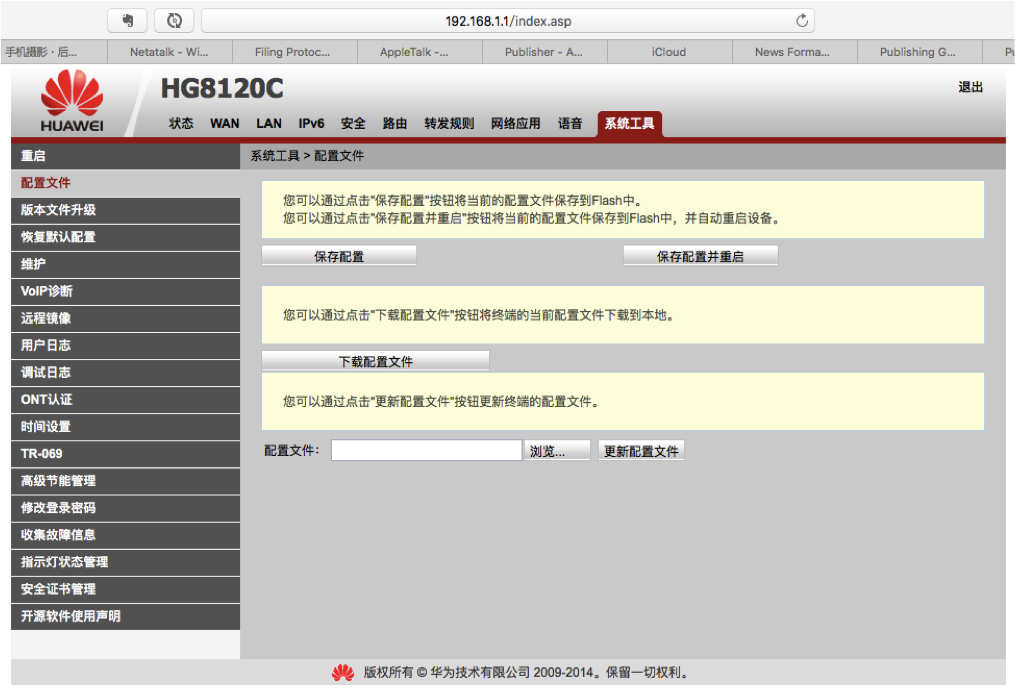 192.168.1.1/index.asp
手机摄影 · 后... Netatalk - Wi... Filing Protoc... AppleTalk -... Publisher - A... iCloud News Forma... Publishing G... Pu
HUAWEI
HG8120C
退出
状态 WAN LAN IPv6 安全 路由 转发规则 网络应用 语音 系统工具
重启
配置文件
版本文件升级
恢复默认配置
维护
VoIP诊断
远程镜像
用户日志
调试日志
ONT认证
时间设置
TR-069
高级节能管理
修改登录密码
收集故障信息
指示灯状态管理
安全证书管理
开源软件使用声明
系统工具 > 配置文件
您可以通过点击"保存配置"按钮将当前的配置文件保存到Flash中。
您可以通过点击"保存配置并重启"按钮将当前的配置文件保存到Flash中，并自动重启设备。
保存配置 保存配置并重启
您可以通过点击"下载配置文件"按钮将终端的当前配置文件下载到本地。
下载配置文件
您可以通过点击"更新配置文件"按钮更新终端的配置文件。
配置文件： 浏览... 更新配置文件
版权所有 © 华为技术有限公司 2009-2014。保留一切权利。